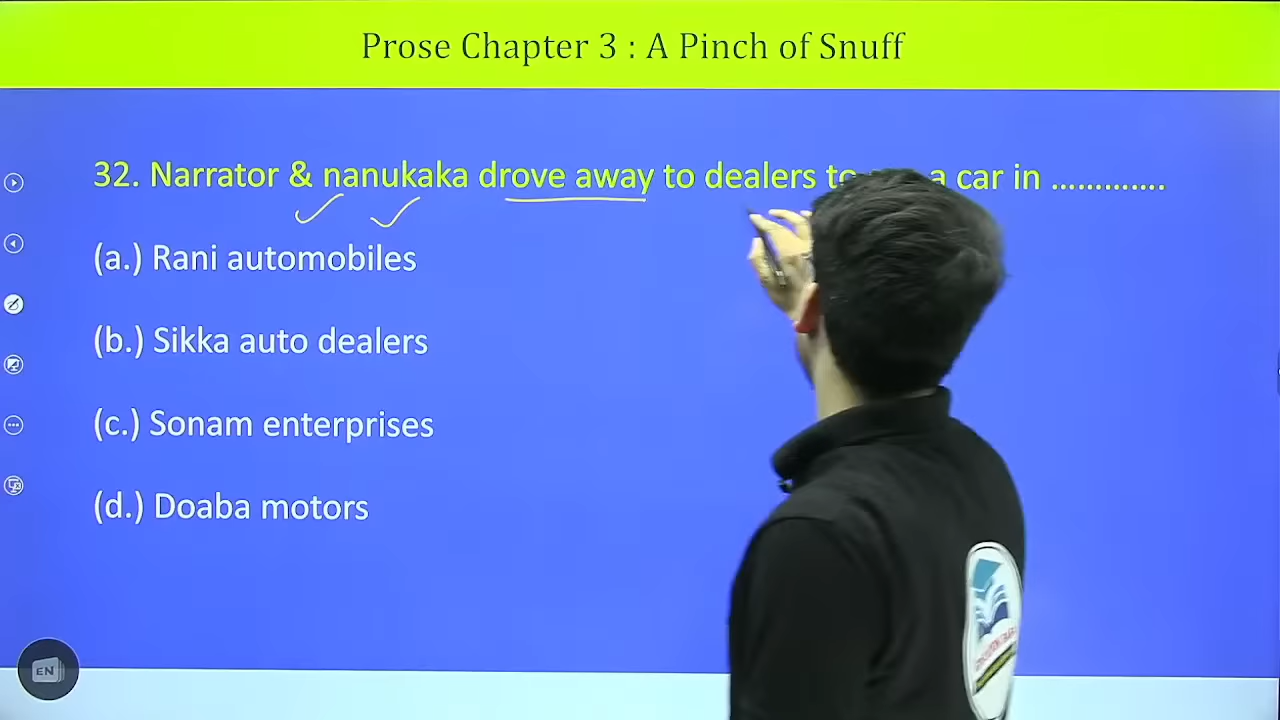 Prose Chapter 3 : A Pinch of Snuff
32. Narrator & nanukaka drove away to dealers to a car in .............
(a.) Rani automobiles
(b.) Sikka auto dealers
(c.) Sonam enterprises
(d.) Doaba motors
EN